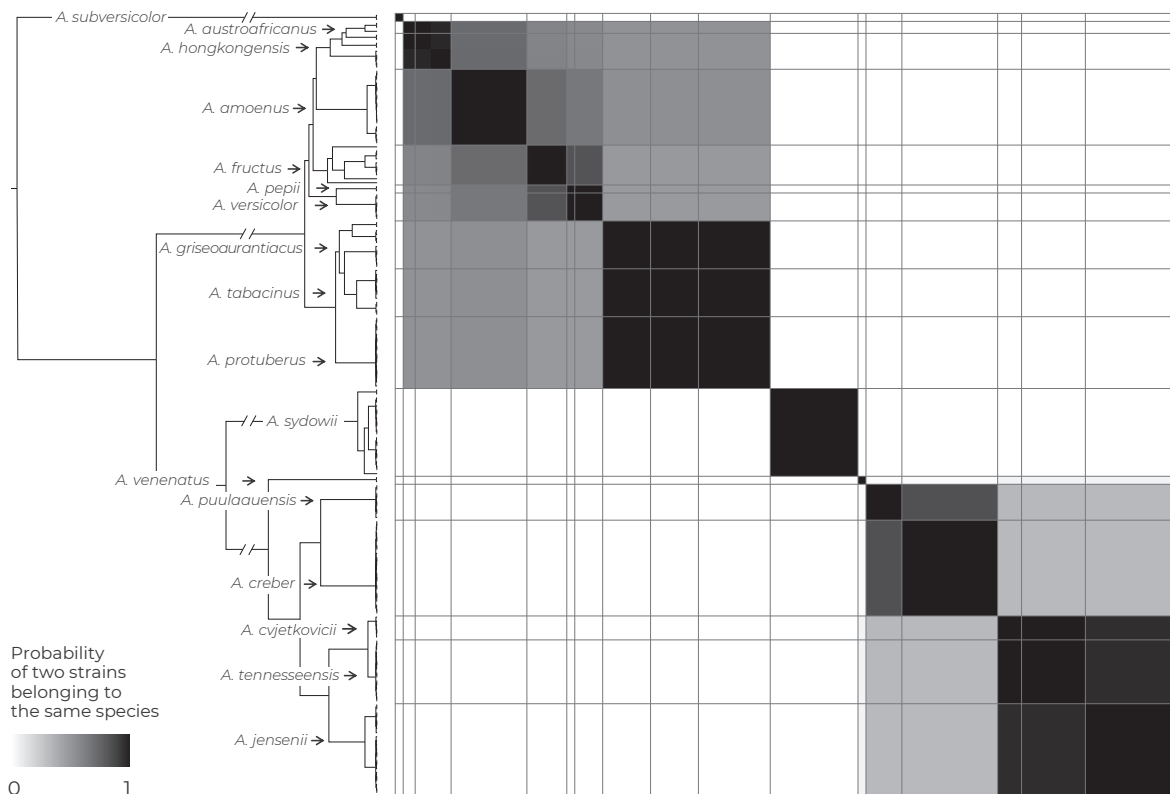 A. subversicolor
A. austroafricanus
A. hongkongensis
A. amoenus
A. fructus
A. pepii
A. versicolor
A. griseoaurantiacus
A. tabacinus
A. protuberus
A. sydowii
A. venenatus
A. puulaauensis
A. creber
A. cvjetkovicii
A. tennesseensis
A. jensenii
Probability
of two strains
belonging to
the same species
0 1